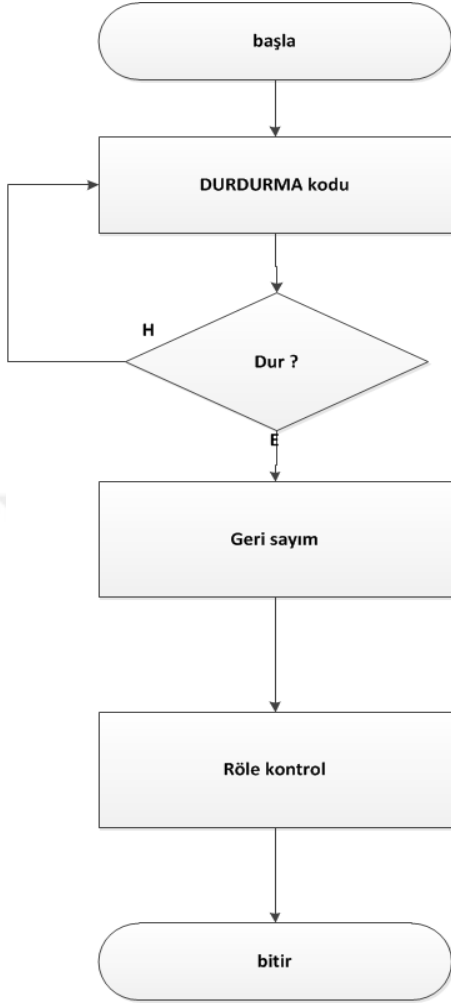 başla
DURDURMA kodu
H
Dur ?
E
Geri sayım
Röle kontrol
bitir